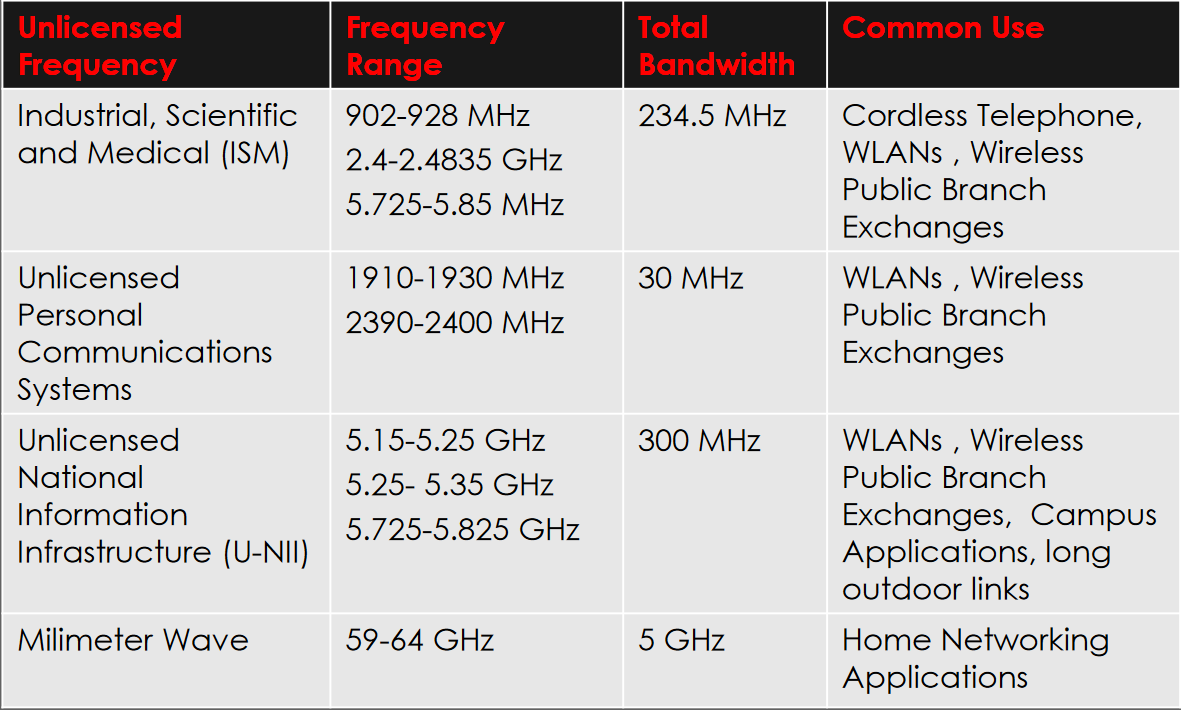 Unlicensed
Frequency
Frequency
Range
Total
Bandwidth
Common Use
Industrial, Scientific
and Medical (ISM)
902-928 MHz
2.4-2.4835 GHz
5.725-5.85 MHz
234.5 MHz
Cordless Telephone,
WLANs , Wireless
Public Branch
Exchanges
Unlicensed
Personal
Communications
Systems
1910-1930 MHz
2390-2400 MHz
30 MHz
WLANs , Wireless
Public Branch
Exchanges
Unlicensed
National
Information
Infrastructure (U-NII)
5.15-5.25 GHz
5.25- 5.35 GHz
5.725-5.825 GHz
300 MHz
WLANs , Wireless
Public Branch
Exchanges,  Campus
Applications, long
outdoor links
Milimeter Wave
59-64 GHz
5 GHz
Home Networking
Applications